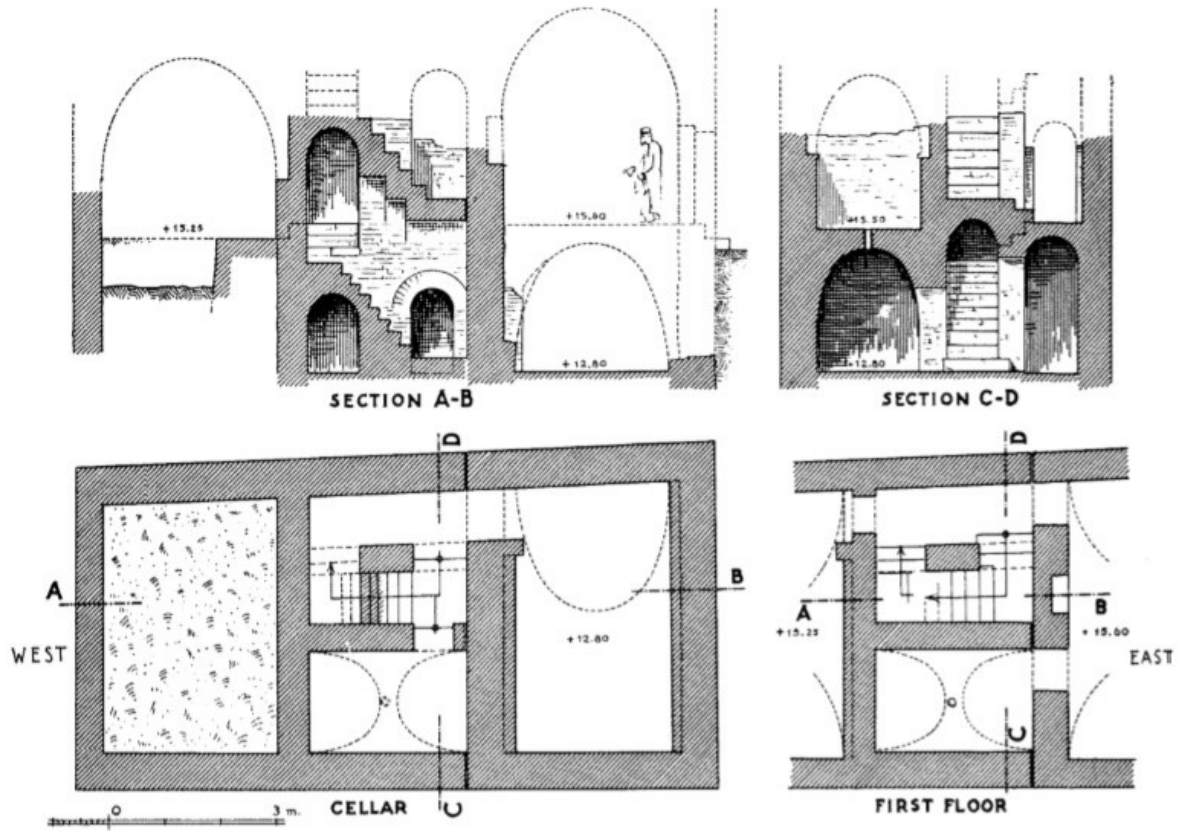 +15.25
+15.60
+12.80
SECTION A-B
+15.50
+12.80
SECTION C-D
D
A
B
WEST
+12.80
C
CELLAR
0 3 m.
D
A
B
+15.25
+15.60
EAST
C
FIRST FLOOR